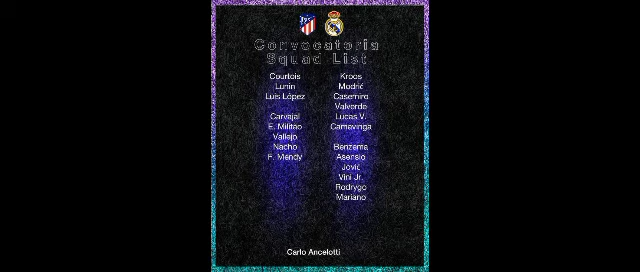 Convocatoria
Squad List
Courtois
Lunin
Luis López
Carvajal
E. Militão
Vallejo
Nacho
F. Mendy
Kroos
Modrić
Casemiro
Valverde
Lucas V.
Camavinga
Benzema
Asensio
Jović
Vini Jr.
Rodrygo
Mariano
Carlo Ancelotti